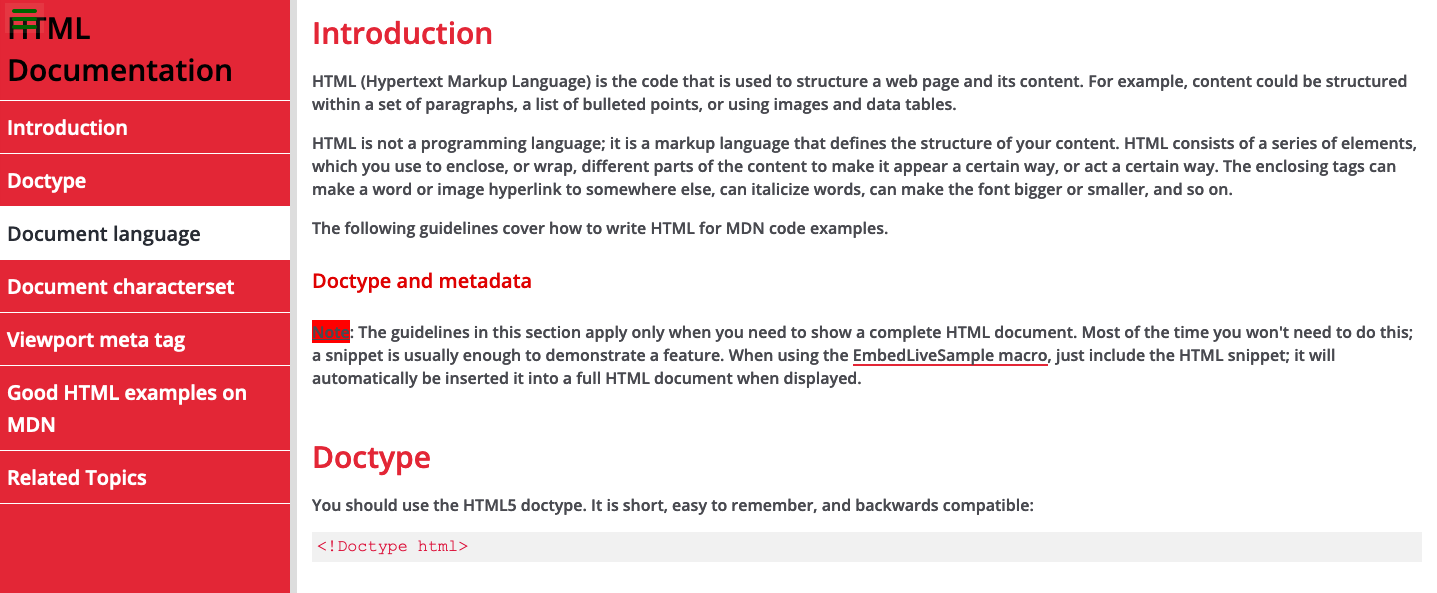 HTML
Documentation
Introduction
Doctype
Document language
Document characterset
Viewport meta tag
Good HTML examples on
MDN
Related Topics
Introduction
HTML (Hypertext Markup Language) is the code that is used to structure a web page and its content. For example, content could be structured
within a set of paragraphs, a list of bulleted points, or using images and data tables.
HTML is not a programming language; it is a markup language that defines the structure of your content. HTML consists of a series of elements,
which you use to enclose, or wrap, different parts of the content to make it appear a certain way, or act a certain way. The enclosing tags can
make a word or image hyperlink to somewhere else, can italicize words, can make the font bigger or smaller, and so on.
The following guidelines cover how to write HTML for MDN code examples.
Doctype and metadata
Note: The guidelines in this section apply only when you need to show a complete HTML document. Most of the time you won't need to do this;
a snippet is usually enough to demonstrate a feature. When using the EmbedLiveSample macro, just include the HTML snippet; it will
automatically be inserted it into a full HTML document when displayed.
Doctype
You should use the HTML5 doctype. It is short, easy to remember, and backwards compatible:
<!Doctype html>